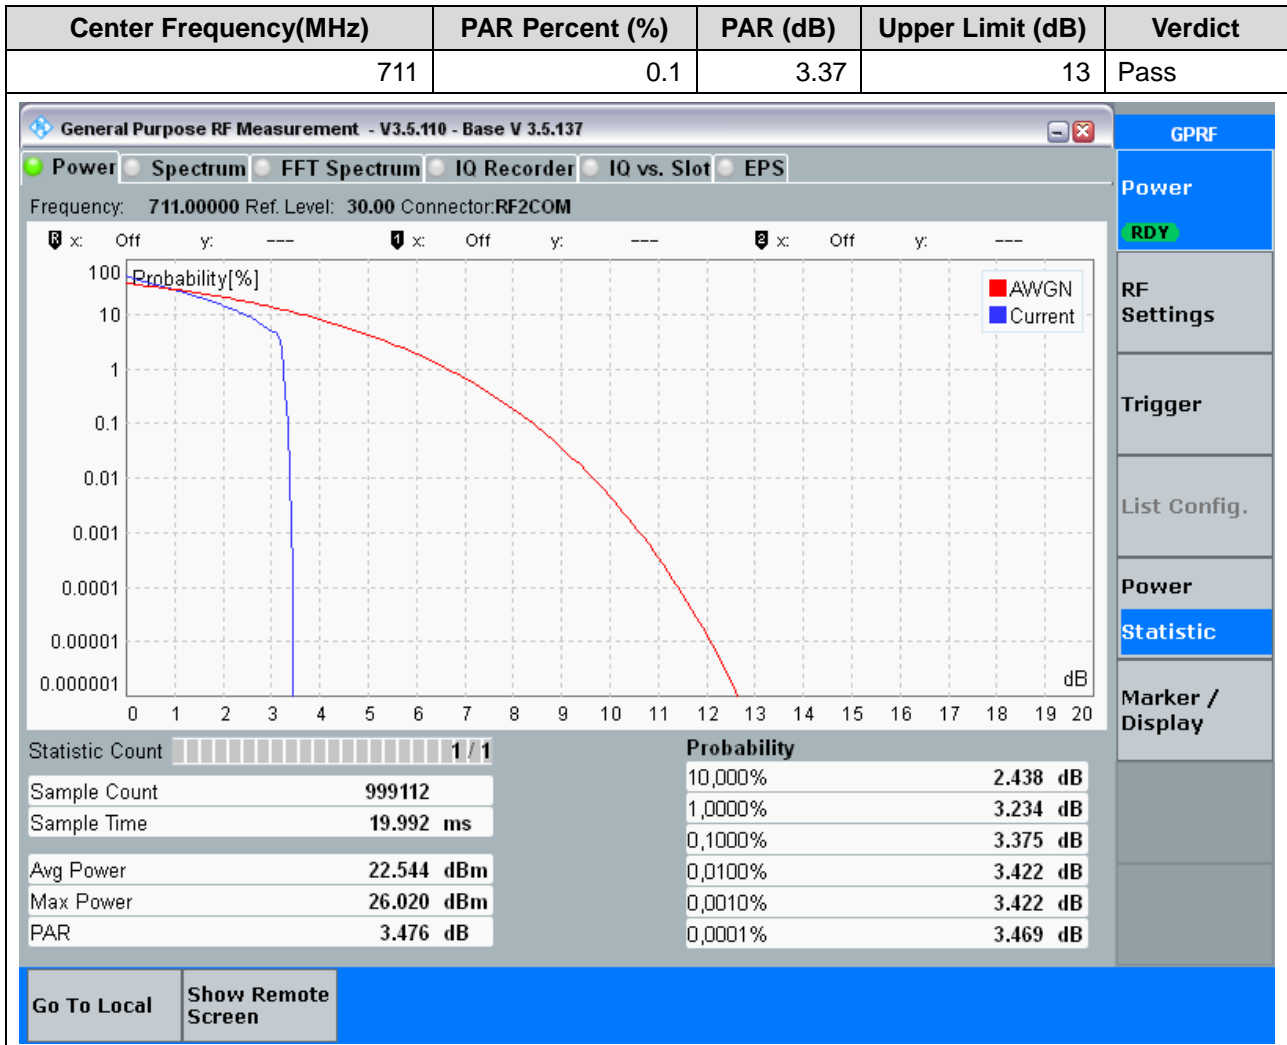 Center Frequency(MHz) PAR Percent (%) PAR (dB) Upper Limit (dB) Verdict
711 0.1 3.37 13 Pass
General Purpose RF Measurement - V3.5.110 - Base V 3.5.137
GPRF
Power Spectrum FFT Spectrum IQ Recorder IQ vs. Slot EPS
Frequency: 711.00000 Ref. Level: 30.00 Connector:RF2COM
R x: Off y: --- 1 x: Off y: --- 2 x: Off y: ---
Probability[%]
AWGN
Current
100
10
1
0.1
0.01
0.001
0.0001
0.00001
0.000001
dB
0 1 2 3 4 5 6 7 8 9 10 11 12 13 14 15 16 17 18 19 20
Statistic Count 1 / 1
Sample Count 999112
Sample Time 19.992 ms
Avg Power 22.544 dBm
Max Power 26.020 dBm
PAR 3.476 dB
Probability
10,000% 2.438 dB
1,0000% 3.234 dB
0,1000% 3.375 dB
0,0100% 3.422 dB
0,0010% 3.422 dB
0,0001% 3.469 dB
Power
RDY
RF
Settings
Trigger
List Config.
Power
Statistic
Marker /
Display
Go To Local
Show Remote
Screen